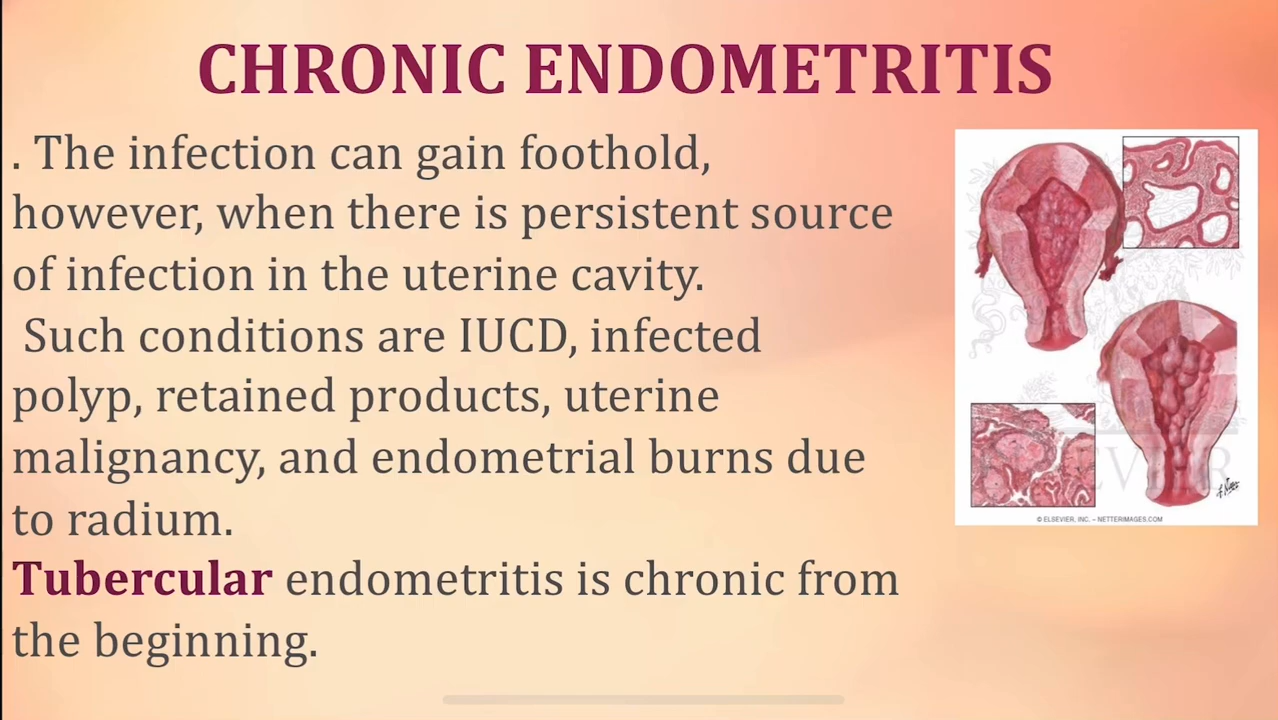 CHRONIC ENDOMETRITIS
. The infection can gain foothold,
however, when there is persistent source
of infection in the uterine cavity.
Such conditions are IUCD, infected
polyp, retained products, uterine
malignancy, and endometrial burns due
to radium.
Tubercular endometritis is chronic from
the beginning.
© ELSEVIER, INC. – NETTERIMAGES.COM